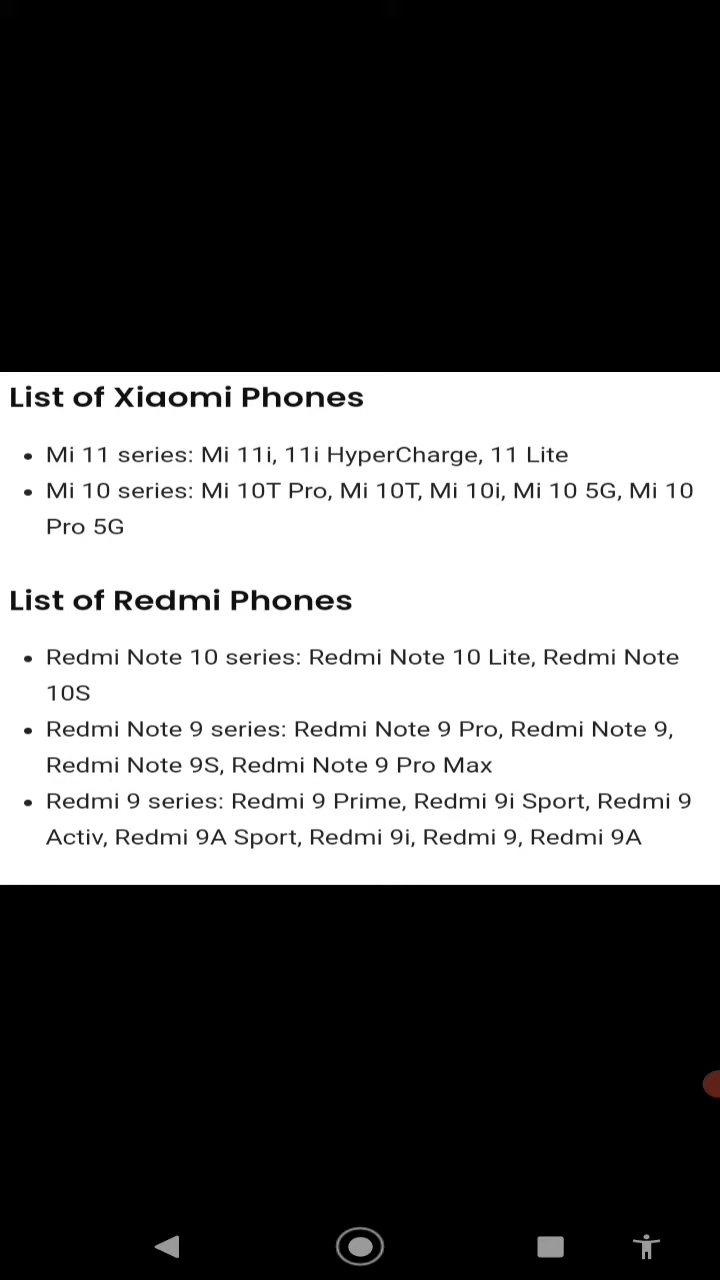 List of Xiaomi Phones
• Mi 11 series: Mi 11i, 11i HyperCharge, 11 Lite
• Mi 10 series: Mi 10T Pro, Mi 10T, Mi 10i, Mi 10 5G, Mi 10
Pro 5G
List of Redmi Phones
• Redmi Note 10 series: Redmi Note 10 Lite, Redmi Note
10S
• Redmi Note 9 series: Redmi Note 9 Pro, Redmi Note 9,
Redmi Note 9S, Redmi Note 9 Pro Max
• Redmi 9 series: Redmi 9 Prime, Redmi 9i Sport, Redmi 9
Activ, Redmi 9A Sport, Redmi 9i, Redmi 9, Redmi 9A